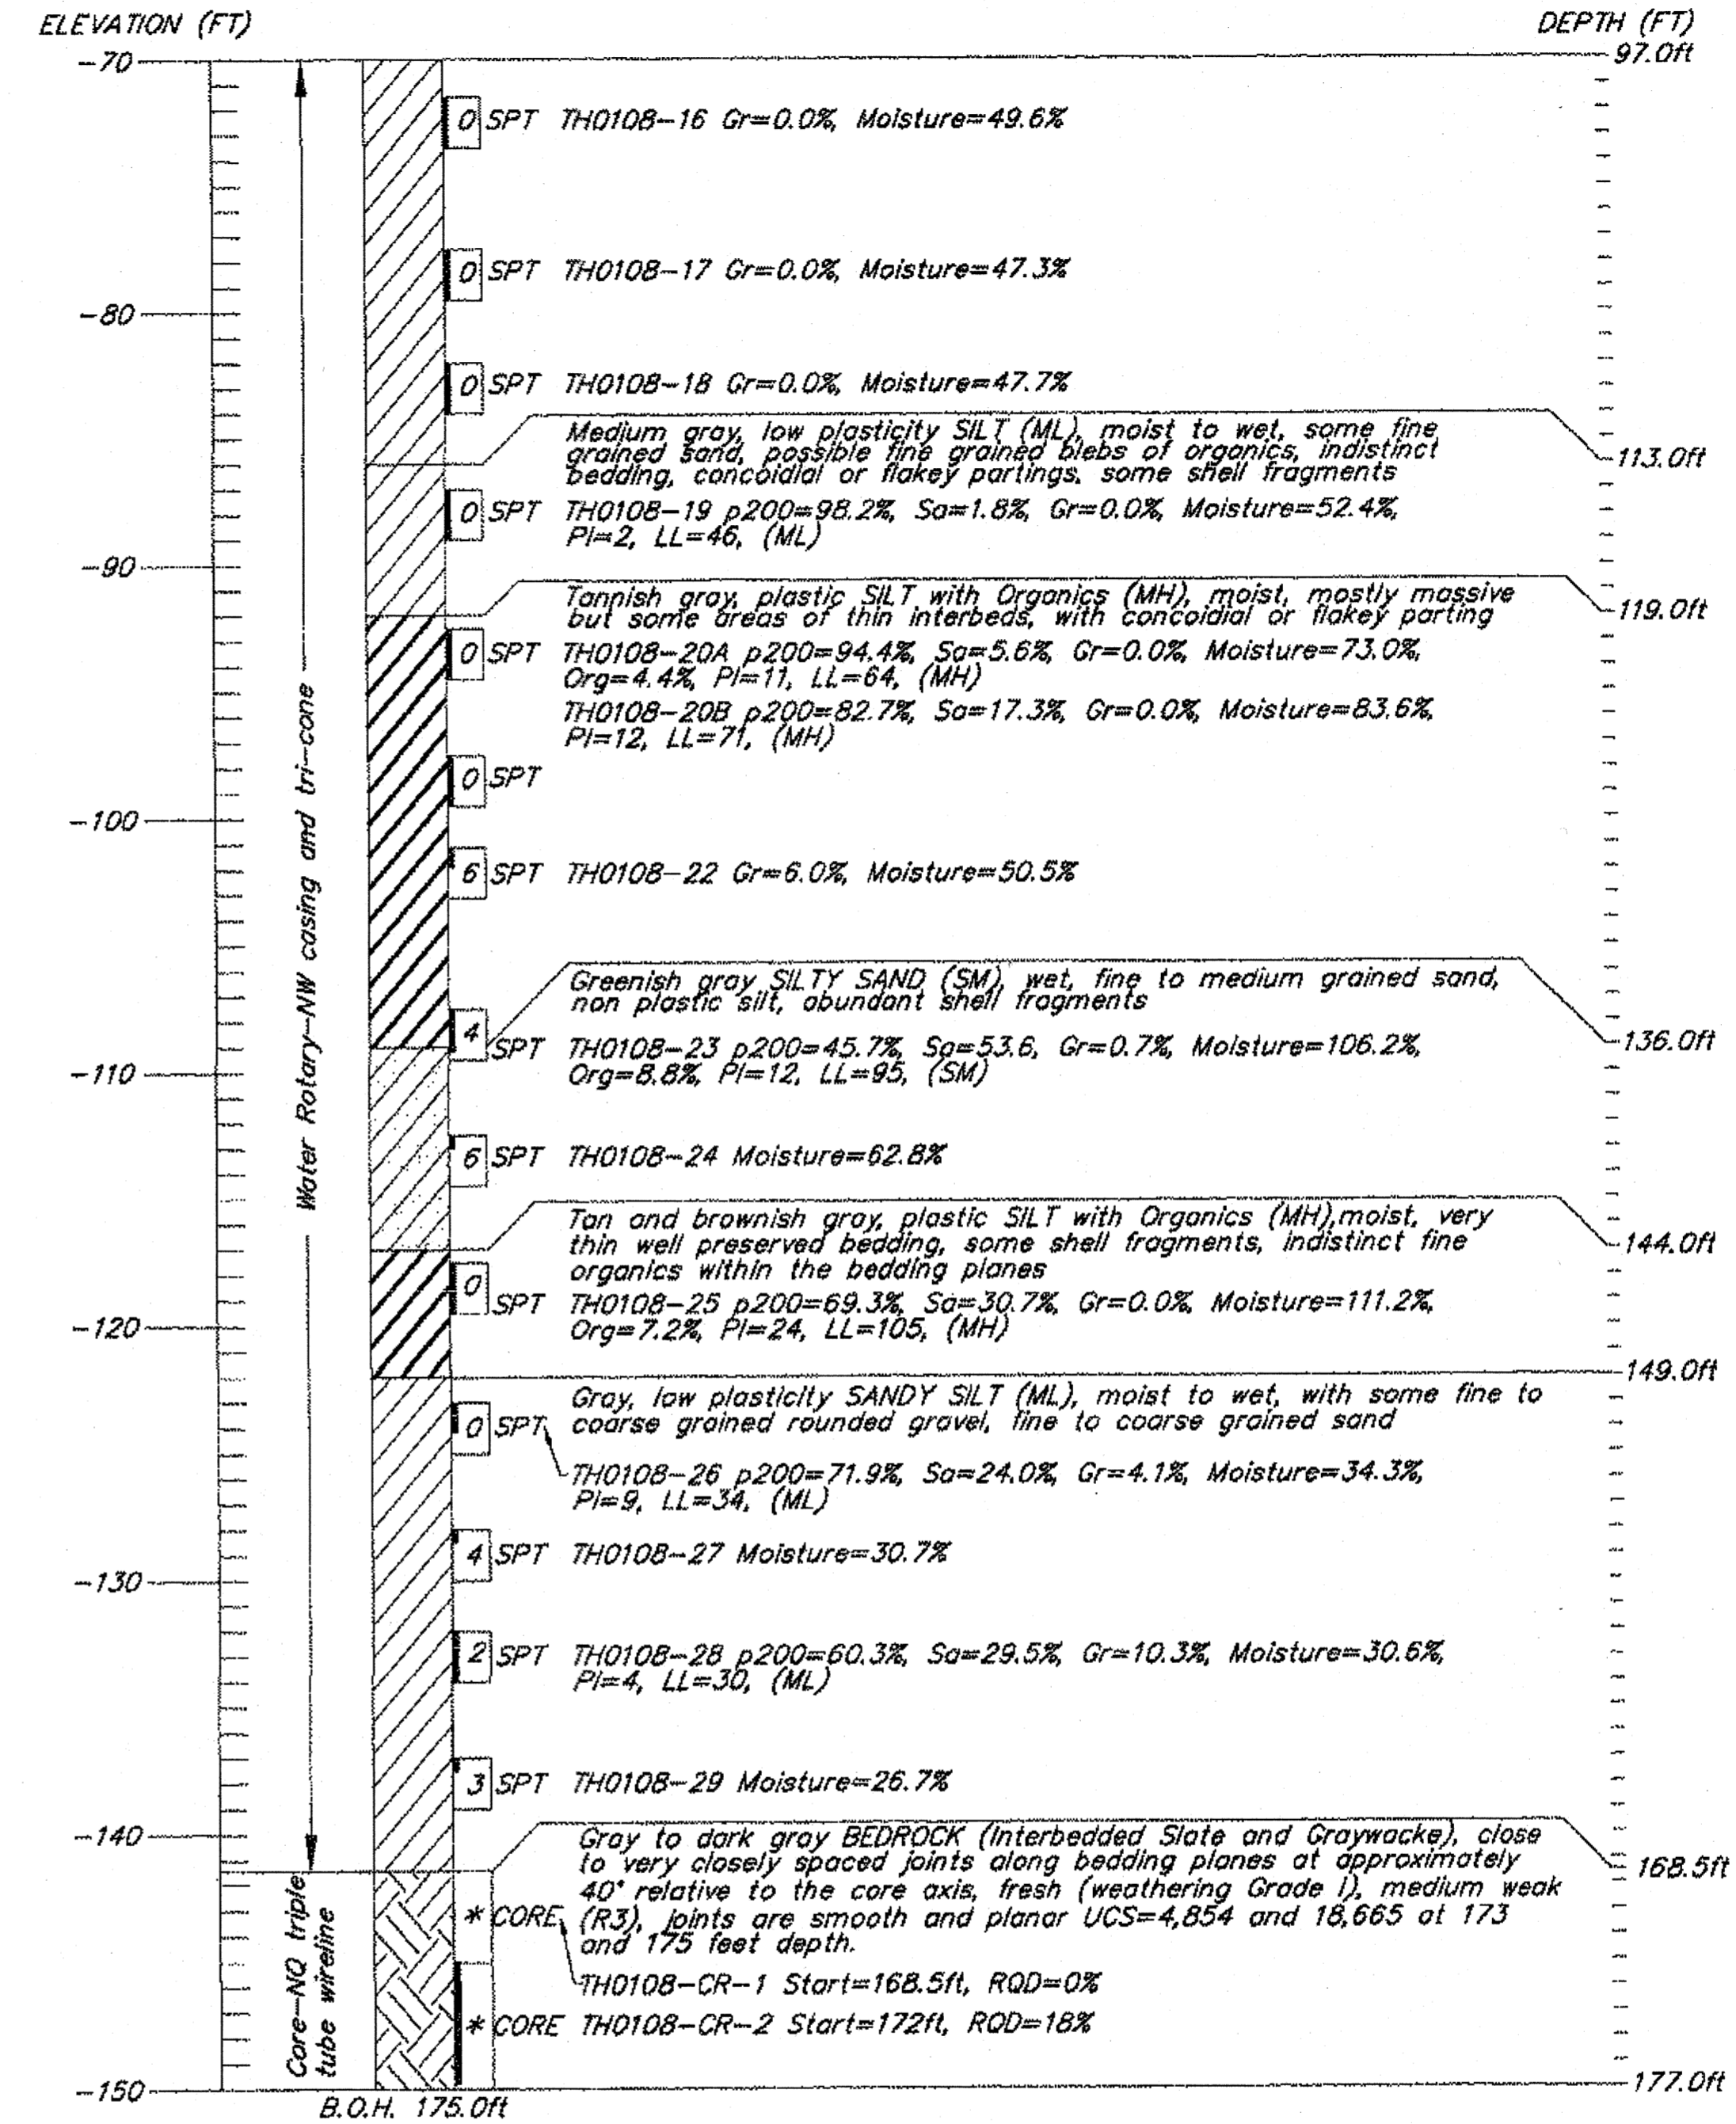 ELEVATION (FT)
DEPTH (FT)
-70
97.0ft
0 SPT TH0108-16 Gr=0.0%, Moisture=49.6%
0 SPT TH0108-17 Gr=0.0%, Moisture=47.3%
-80
0 SPT TH0108-18 Gr=0.0%, Moisture=47.7%
Medium gray, low plasticity SILT (ML), moist to wet, some fine
grained sand, possible fine grained blebs of organics, indistinct
bedding, concoidial or flakey partings, some shell fragments
113.0ft
0 SPT TH0108-19 p200=98.2%, Sa=1.8%, Gr=0.0%, Moisture=52.4%,
PI=2, LL=46, (ML)
-90
Tannish gray, plastic SILT with Organics (MH), moist, mostly massive
but some areas of thin interbeds, with concoidial or flakey parting
119.0ft
0 SPT TH0108-20A p200=94.4%, Sa=5.6%, Gr=0.0%, Moisture=73.0%,
Org=4.4%, PI=11, LL=64, (MH)
TH0108-20B p200=82.7%, Sa=17.3%, Gr=0.0%, Moisture=83.6%,
PI=12, LL=71, (MH)
0 SPT
-100
6 SPT TH0108-22 Gr=6.0%, Moisture=50.5%
Water Rotary-NW casing and tri-cone
Greenish gray SILTY SAND (SM), wet, fine to medium grained sand,
non plastic silt, abundant shell fragments
136.0ft
4 SPT TH0108-23 p200=45.7%, Sa=53.6, Gr=0.7%, Moisture=106.2%,
Org=8.8%, PI=12, LL=95, (SM)
-110
6 SPT TH0108-24 Moisture=62.8%
Tan and brownish gray, plastic SILT with Organics (MH),moist, very
thin well preserved bedding, some shell fragments, indistinct fine
organics within the bedding planes
144.0ft
0 SPT TH0108-25 p200=69.3%, Sa=30.7%, Gr=0.0%, Moisture=111.2%,
Org=7.2%, PI=24, LL=105, (MH)
-120
149.0ft
Gray, low plasticity SANDY SILT (ML), moist to wet, with some fine to
coarse grained rounded gravel, fine to coarse grained sand
0 SPT
TH0108-26 p200=71.9%, Sa=24.0%, Gr=4.1%, Moisture=34.3%,
PI=9, LL=34, (ML)
4 SPT TH0108-27 Moisture=30.7%
-130
2 SPT TH0108-28 p200=60.3%, Sa=29.5%, Gr=10.3%, Moisture=30.6%,
PI=4, LL=30, (ML)
3 SPT TH0108-29 Moisture=26.7%
-140
Gray to dark gray BEDROCK (Interbedded Slate and Graywacke), close
to very closely spaced joints along bedding planes at approximately
40° relative to the core axis, fresh (weathering Grade I), medium weak
(R3), joints are smooth and planar UCS=4,854 and 18,665 at 173
and 175 feet depth.
168.5ft
* CORE
TH0108-CR-1 Start=168.5ft, RQD=0%
* CORE TH0108-CR-2 Start=172ft, RQD=18%
Core-NQ triple
tube wireline
-150
177.0ft
B.O.H. 175.0ft